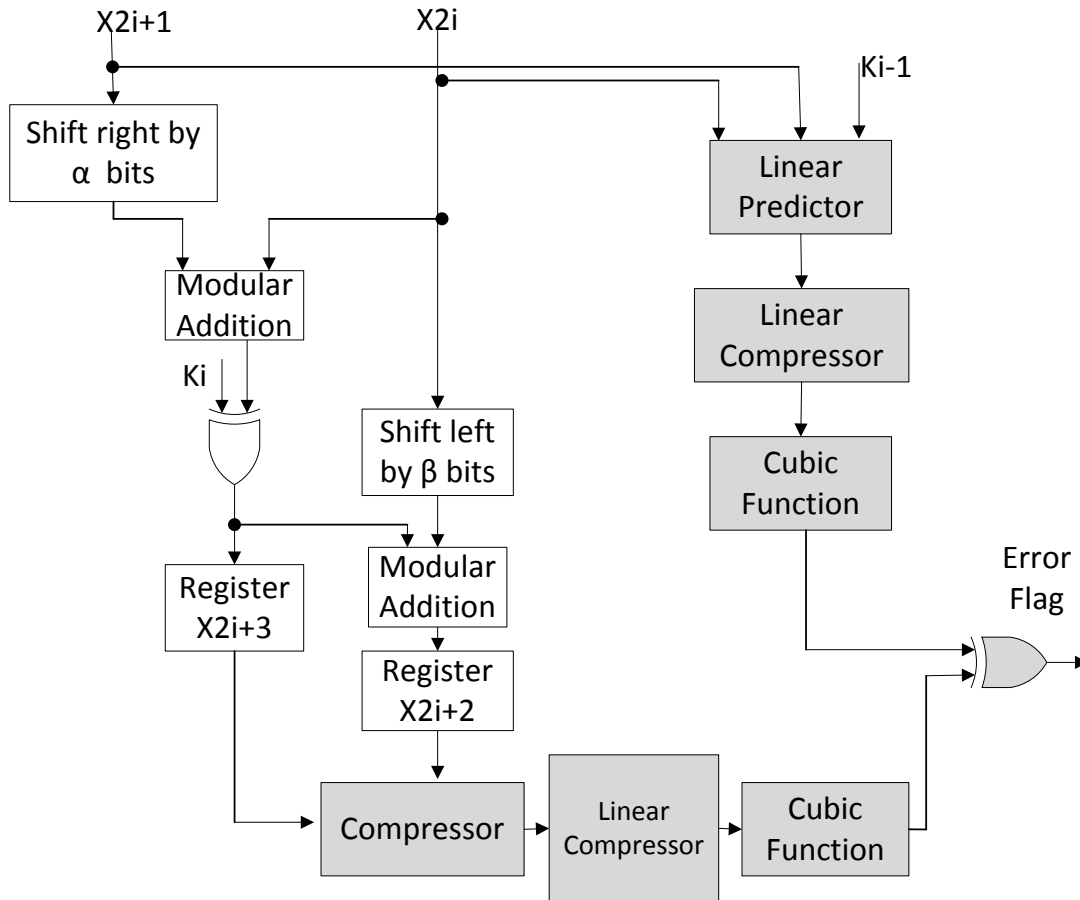 X2i+1
X2i
Ki-1
Shift right by
α bits
Linear
Predictor
Modular
Addition
Linear
Compressor
Ki
Shift left
by β bits
Cubic
Function
Modular
Addition
Register
X2i+3
Error
Flag
Register
X2i+2
Compressor
Linear
Compressor
Cubic
Function